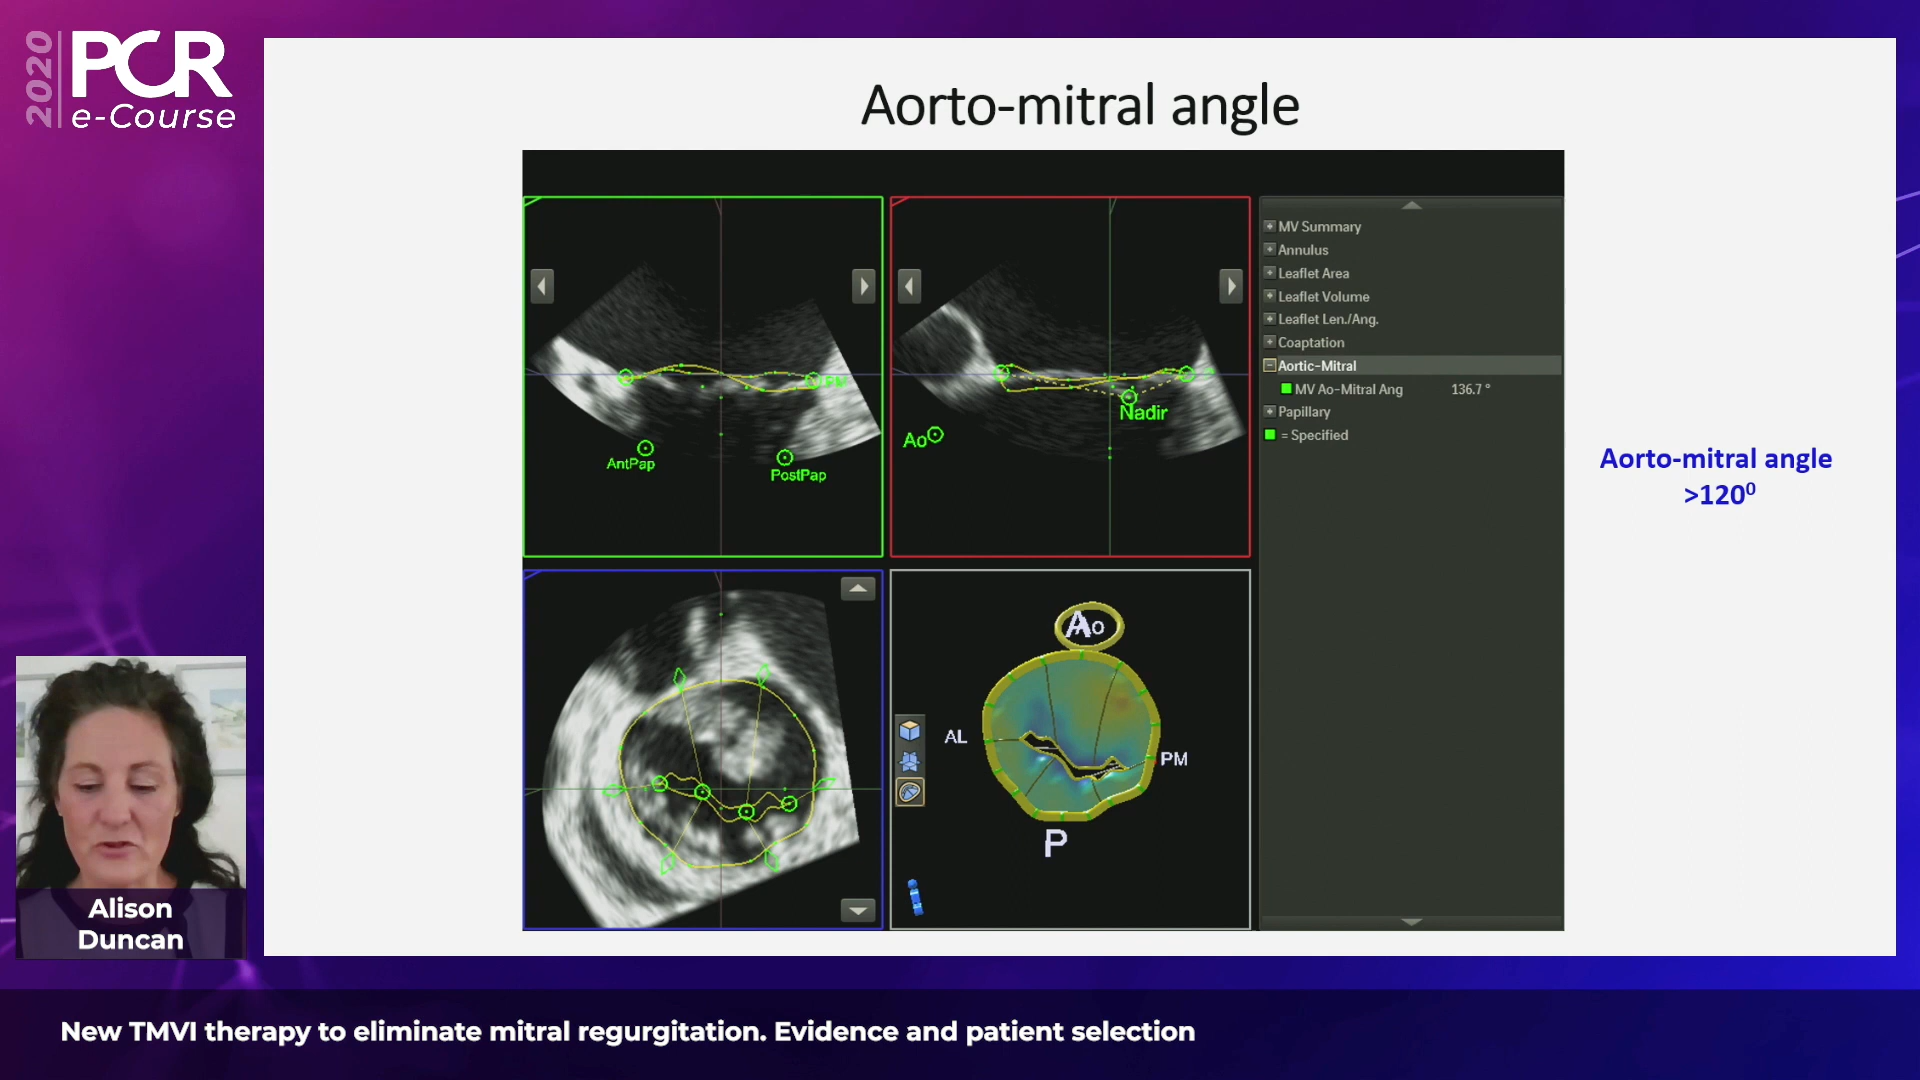 2020
PCR
e-Course
Aorto-mitral angle
MV Summary
Annulus
Leaflet Area
Leaflet Volume
Leaflet Len./Ang.
Coaptation
Aortic-Mitral
MV Ao-Mitral Ang 136.7 °
Papillary
= Specified
PM
AntPap
PostPap
Nadir
Ao
Aorto-mitral angle
>120⁰
Ao
AL
PM
P
Alison
Duncan
New TMVI therapy to eliminate mitral regurgitation. Evidence and patient selection